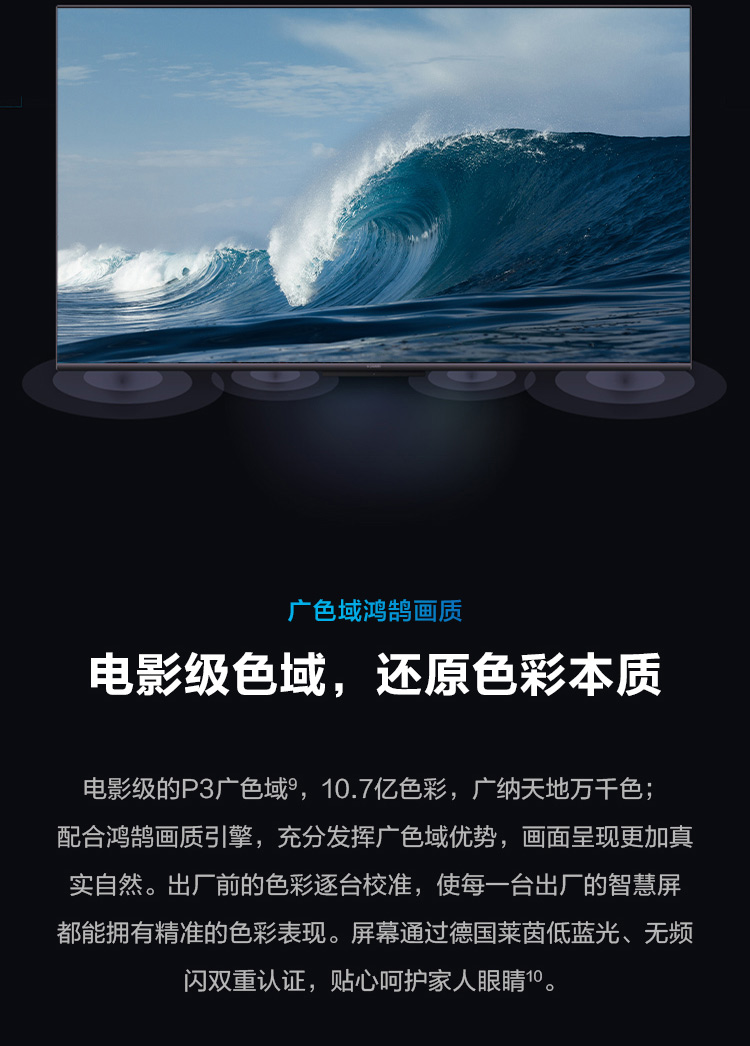 广色域鸿鹄画质
电影级色域，还原色彩本质
电影级的P3广色域⁹，10.7亿色彩，广纳天地万千色；
配合鸿鹄画质引擎，充分发挥广色域优势，画面呈现更加真
实自然。出厂前的色彩逐台校准，使每一台出厂的智慧屏
都能拥有精准的色彩表现。屏幕通过德国莱茵低蓝光、无频
闪双重认证，贴心呵护家人眼睛¹⁰。